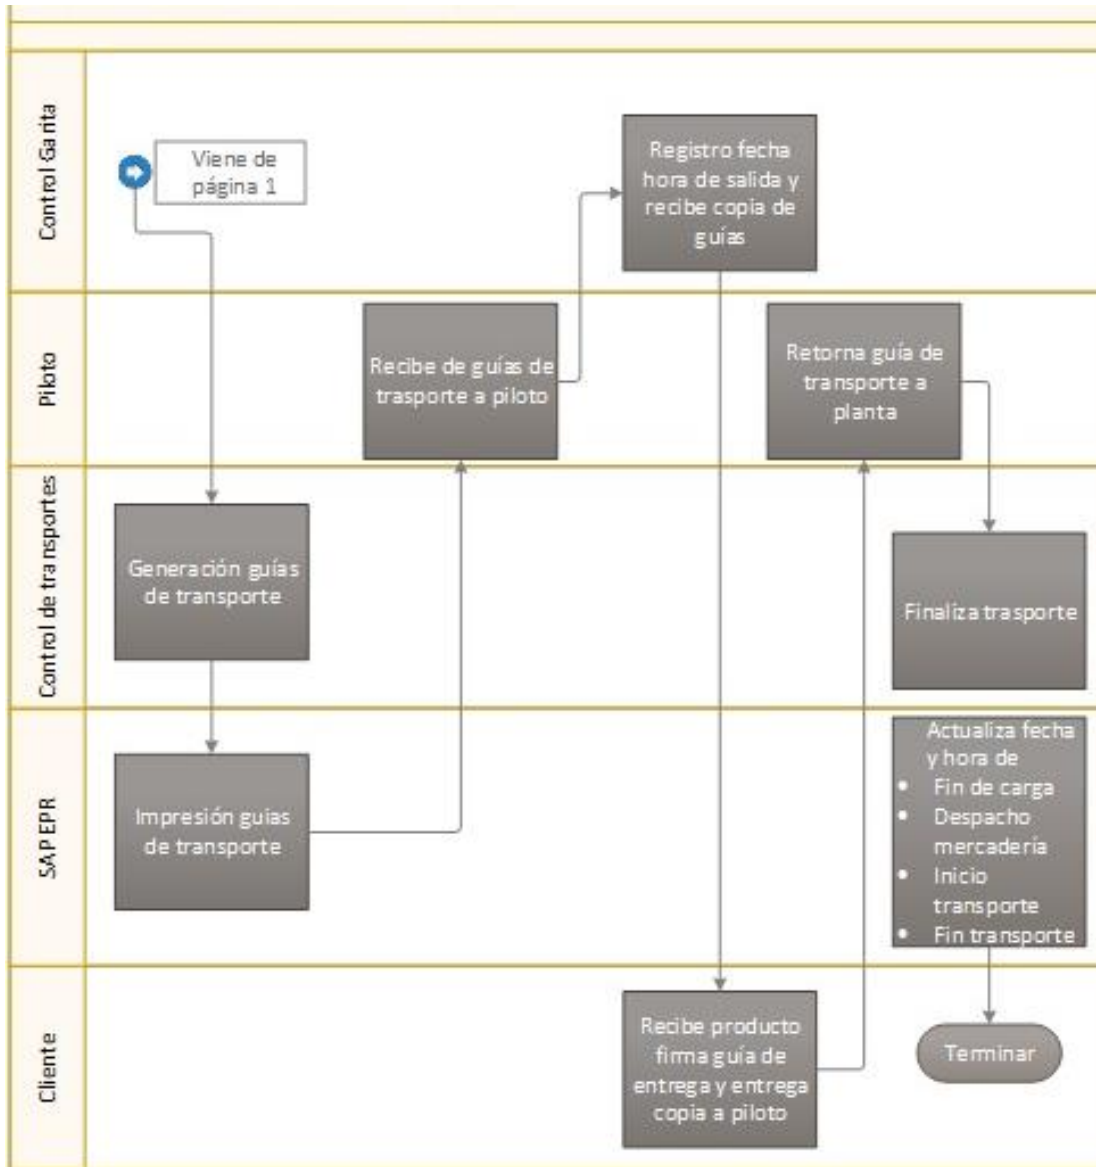 Control Garita
Viene de
página 1
Registro fecha
hora de salida y
recibe copia de
guías
Piloto
Recibe de guías de
trasporte a piloto
Retorna guía de
transporte a
planta
Control de transportes
Generación guías
de transporte
Finaliza trasporte
SAP EPR
Impresión guías
de transporte
Actualiza fecha
y hora de
• Fin de carga
• Despacho
mercadería
• Inicio
transporte
• Fin transporte
Cliente
Recibe producto
firma guía de
entrega y entrega
copia a piloto
Terminar